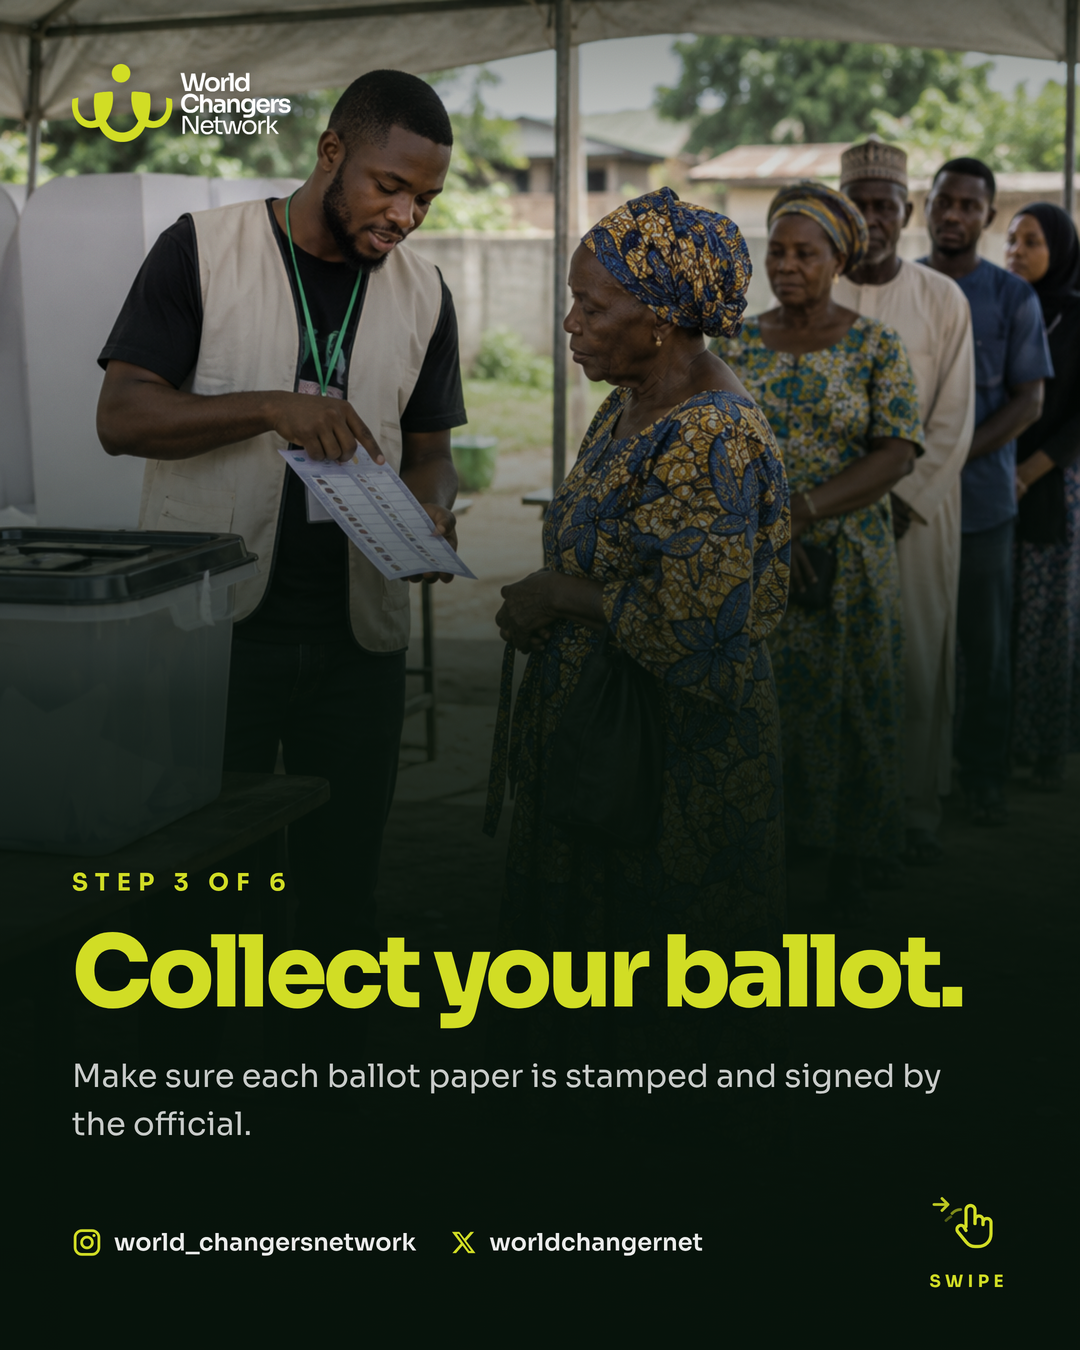 World
Changers
Network
STEP 3 OF 6
Collect your ballot.
Make sure each ballot paper is stamped and signed by
the official.
world_changersnetwork
worldchangernet
SWIPE